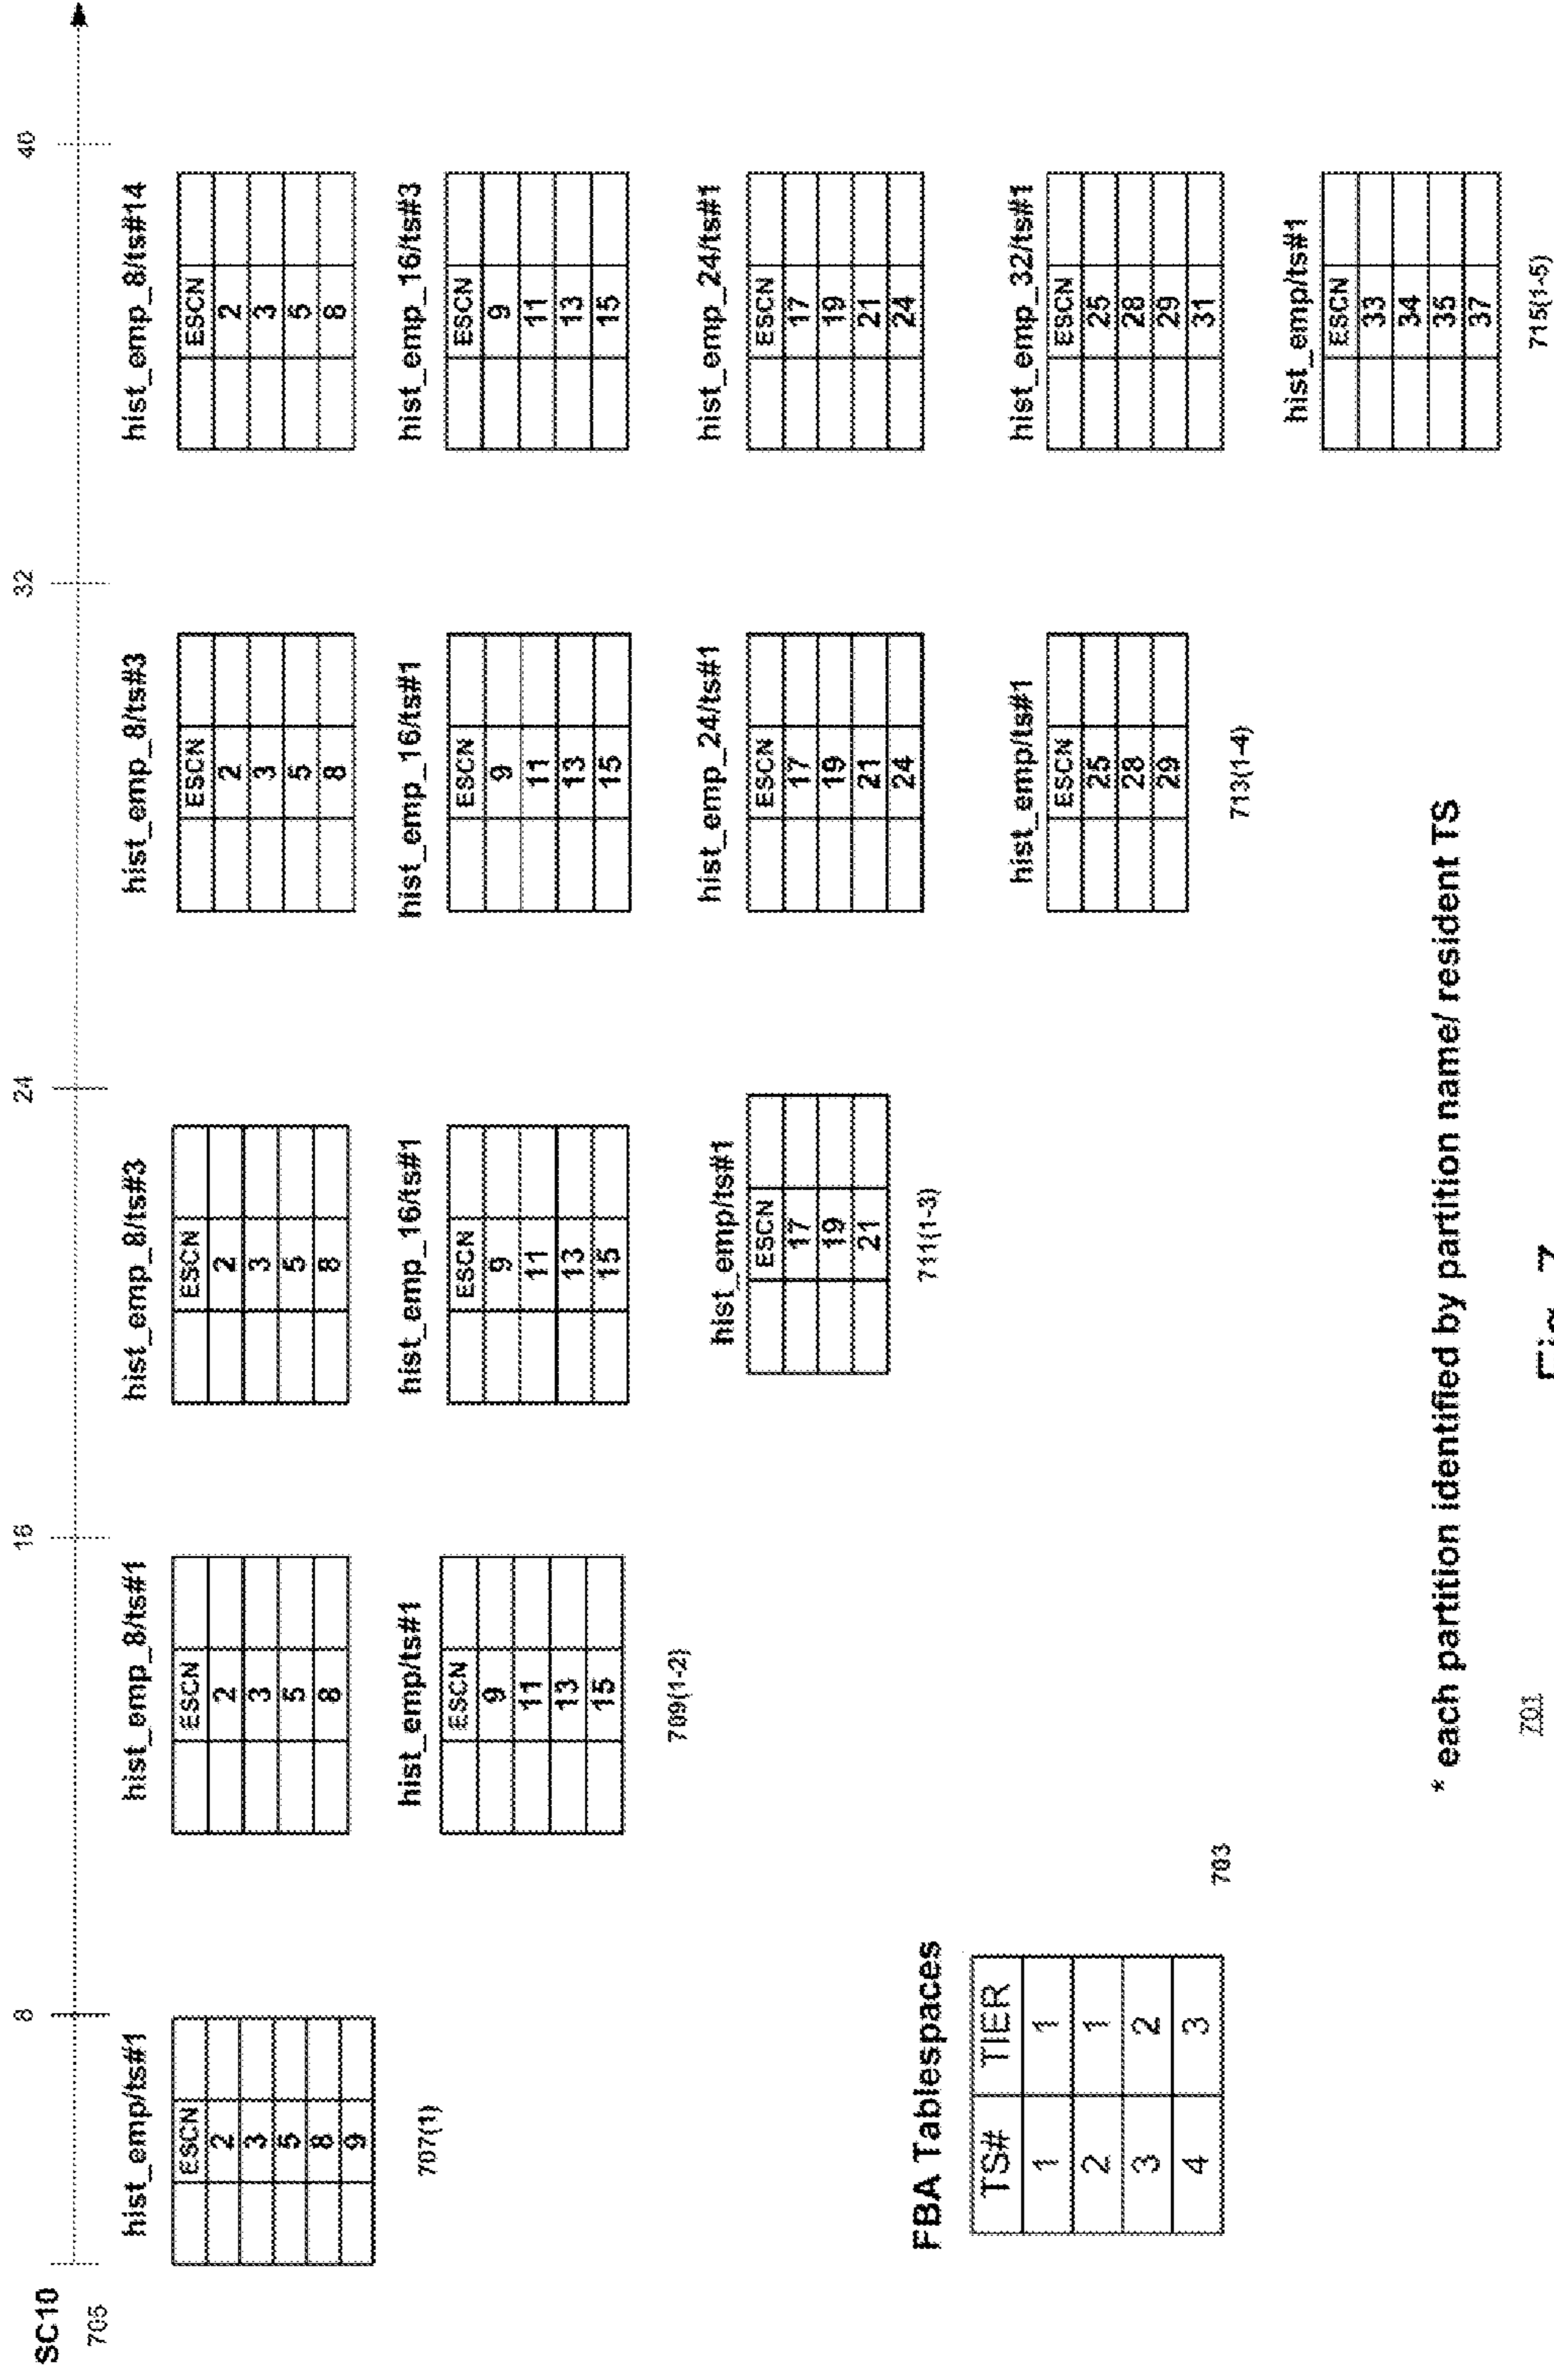 SC10
705
8
16
24
32
40
hist_emp/ts#1
ESCN
2
3
5
8
9
707(1)
hist_emp_8/ts#1
ESCN
2
3
5
8
hist_emp/ts#1
ESCN
9
11
13
15
709(1-2)
hist_emp_8/ts#3
ESCN
2
3
5
8
hist_emp_16/ts#1
ESCN
9
11
13
15
hist_emp/ts#1
ESCN
17
19
21
711(1-3)
hist_emp_8/ts#3
ESCN
2
3
5
8
hist_emp_16/ts#1
ESCN
9
11
13
15
hist_emp_24/ts#1
ESCN
17
19
21
24
hist_emp/ts#1
ESCN
25
28
29
713(1-4)
hist_emp_8/ts#14
ESCN
2
3
5
8
hist_emp_16/ts#3
ESCN
9
11
13
15
hist_emp_24/ts#1
ESCN
17
19
21
24
hist_emp_32/ts#1
ESCN
25
28
29
31
hist_emp/ts#1
ESCN
33
34
35
37
715(1-5)
FBA Tablespaces
TS# TIER
1 1
2 1
3 2
4 3
703
* each partition identified by partition name/ resident TS
701
Fig. 7